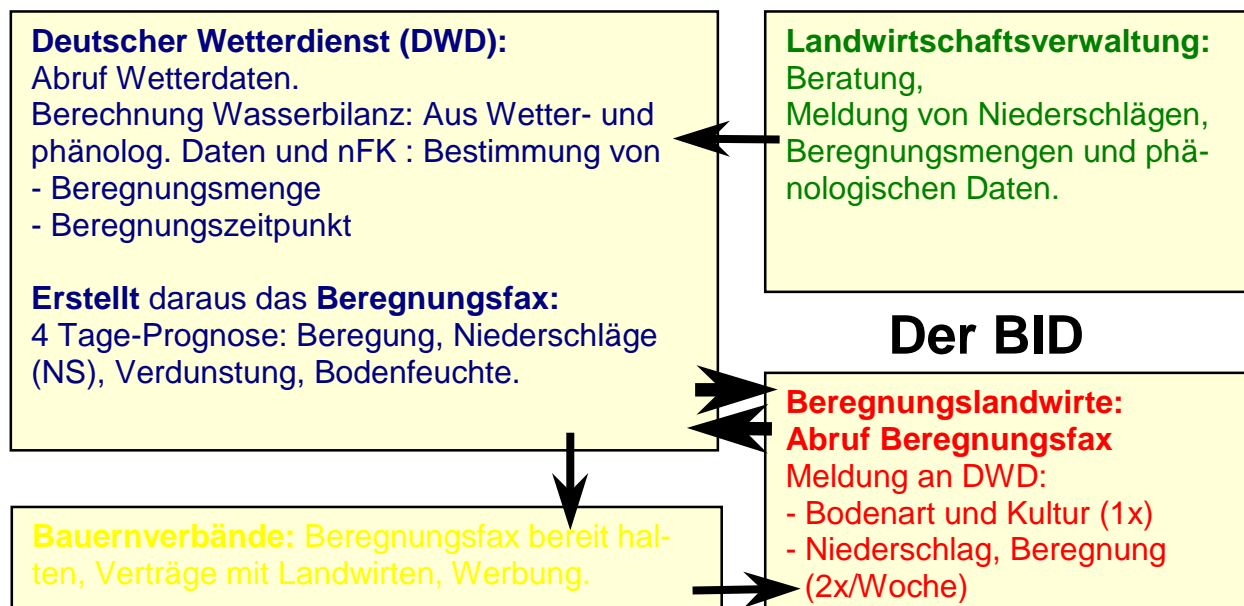 Deutscher Wetterdienst (DWD):
Abruf Wetterdaten.
Berechnung Wasserbilanz: Aus Wetter- und
phänolog. Daten und nFK : Bestimmung von
- Beregnungsmenge
- Beregnungszeitpunkt
Erstellt daraus das Beregnungsfax:
4 Tage-Prognose: Beregung, Niederschläge
(NS), Verdunstung, Bodenfeuchte.
Landwirtschaftsverwaltung:
Beratung,
Meldung von Niederschlägen,
Beregnungsmengen und phä-
nologischen Daten.
Der BID
Beregnungslandwirte:
Abruf Beregnungsfax
Meldung an DWD:
- Bodenart und Kultur (1x)
- Niederschlag, Beregnung
(2x/Woche)
Bauernverbände: Beregnungsfax bereit hal-
ten, Verträge mit Landwirten, Werbung.